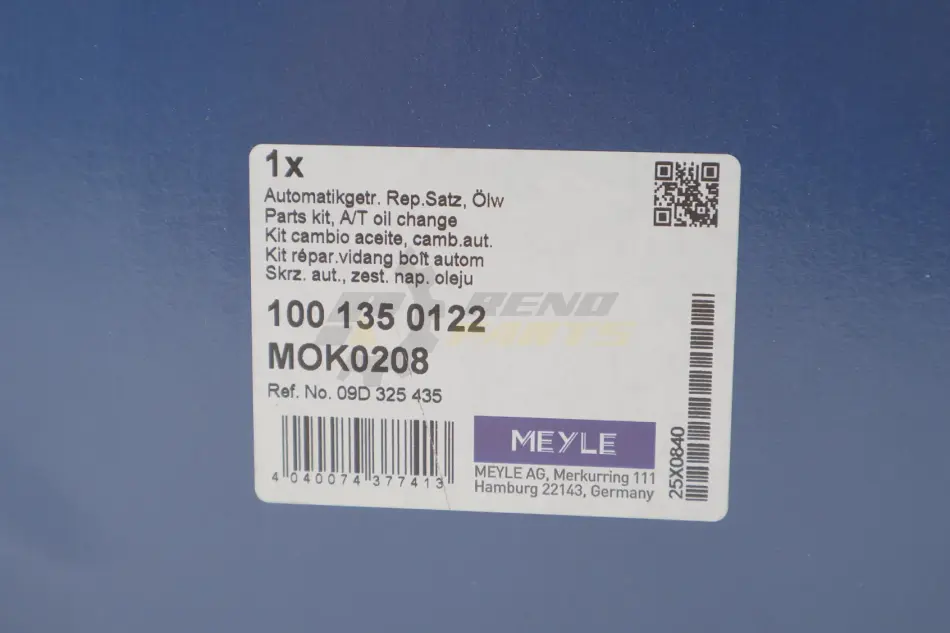 1x
Automatikgetr. Rep.Satz, Ölw
Parts kit, A/T oil change
Kit cambio aceite, camb.aut.
Kit répar.vidang boît autom
Skrz. aut., zest. nap. oleju
100 135 0122
MOK0208
Ref. No. 09D 325 435
4 040074 377413
MEYLE
MEYLE AG, Merkurring 111
Hamburg 22143, Germany
25X0840
RENO
PARTS